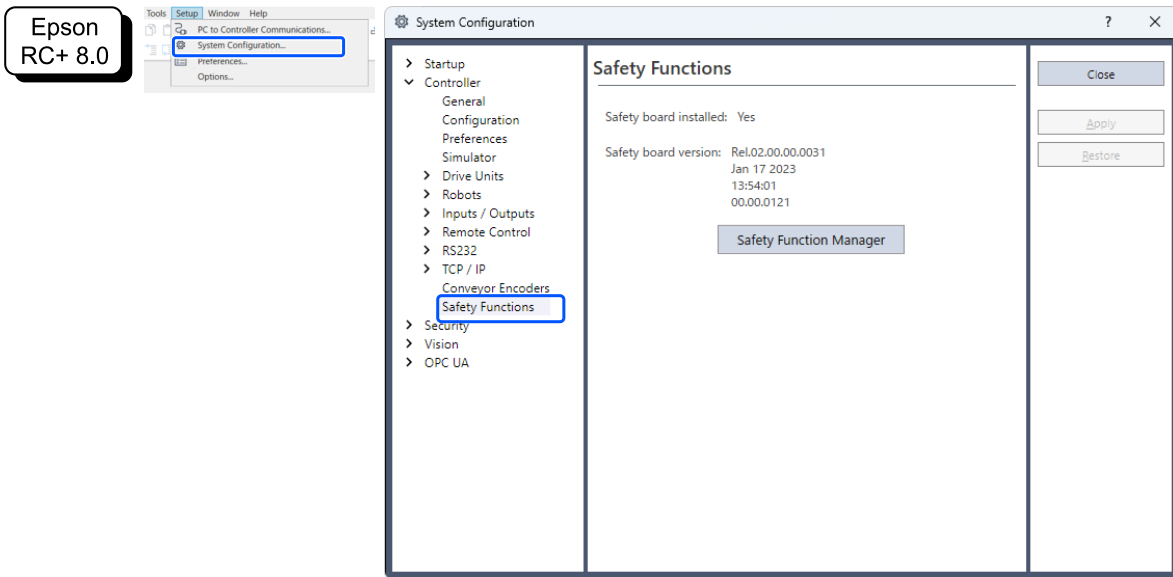 Epson
RC+ 8.0
Tools Setup Window Help
PC to Controller Communications...
System Configuration...
Preferences...
Options...
System Configuration
?
Startup
Controller
General
Configuration
Preferences
Simulator
Drive Units
Robots
Inputs / Outputs
Remote Control
RS232
TCP / IP
Conveyor Encoders
Safety Functions
Security
Vision
OPC UA
Safety Functions
Safety board installed: Yes
Safety board version: Rel.02.00.00.0031
Jan 17 2023
13:54:01
00.00.0121
Safety Function Manager
Close
Apply
Restore